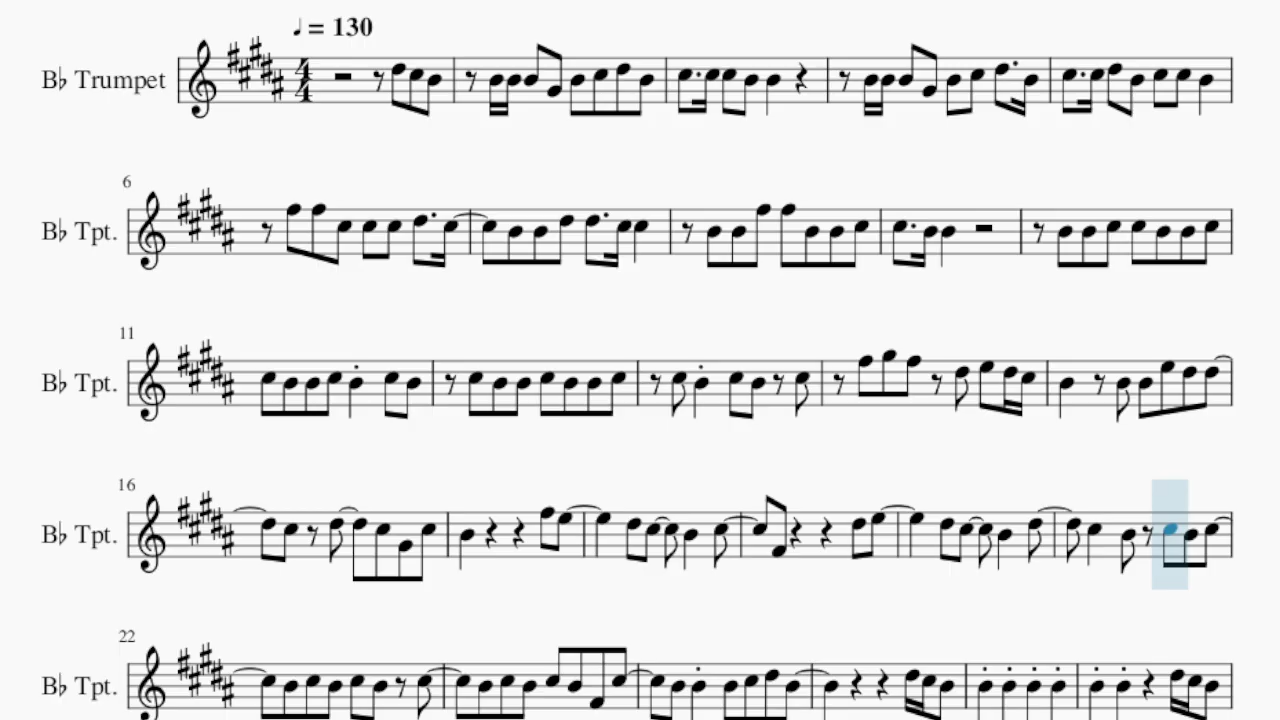 ♩ = 130
B♭ Trumpet
4
4
6
B♭ Tpt.
11
B♭ Tpt.
16
B♭ Tpt.
22
B♭ Tpt.